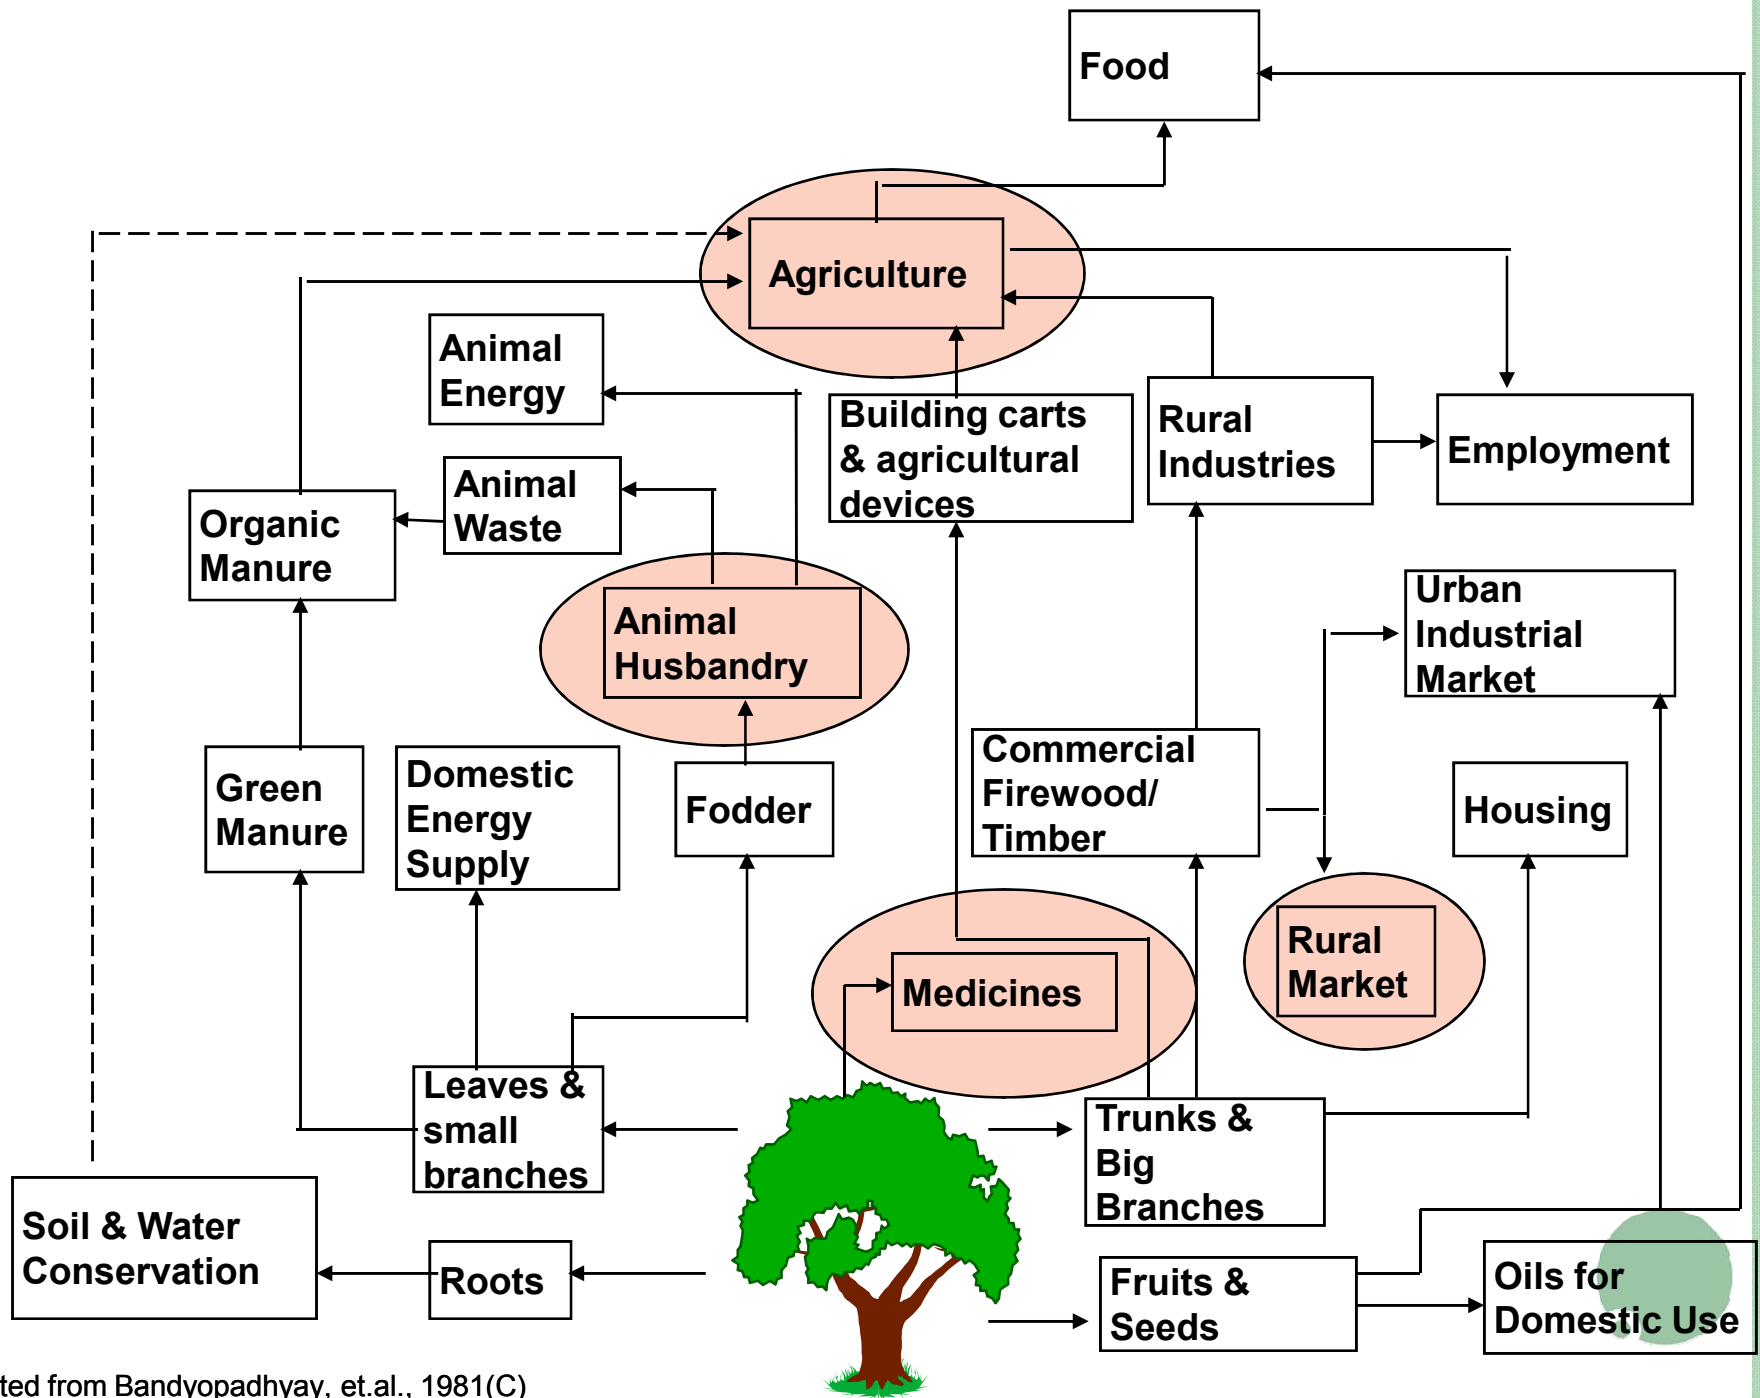 Food
Agriculture
Animal
Energy
Building carts
& agricultural
devices
Rural
Industries
Employment
Animal
Waste
Organic
Manure
Animal
Husbandry
Urban
Industrial
Market
Green
Manure
Domestic
Energy
Supply
Fodder
Commercial
Firewood/
Timber
Housing
Rural
Market
Medicines
Leaves &
small
branches
Trunks &
Big
Branches
Soil & Water
Conservation
Roots
Fruits &
Seeds
Oils for
Domestic Use
ted from Bandyopadhyay, et.al., 1981(C)